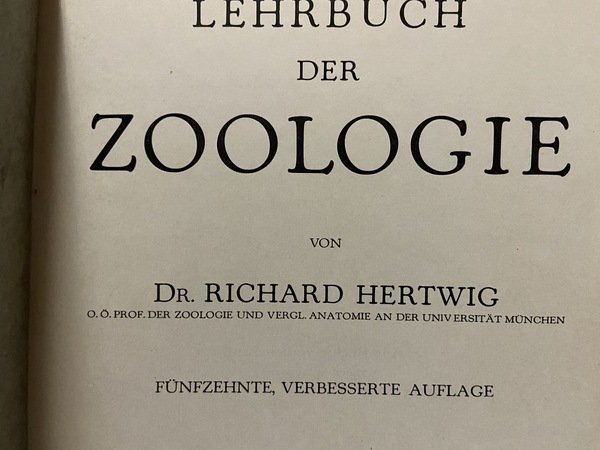 LEHRBUCH
DER
ZOOLOGIE
VON
DR. RICHARD HERTWIG
O. Ö. PROF. DER ZOOLOGIE UND VERGL. ANATOMIE AN DER UNIVERSITÄT MÜNCHEN
FÜNFZEHNTE, VERBESSERTE AUFLAGE